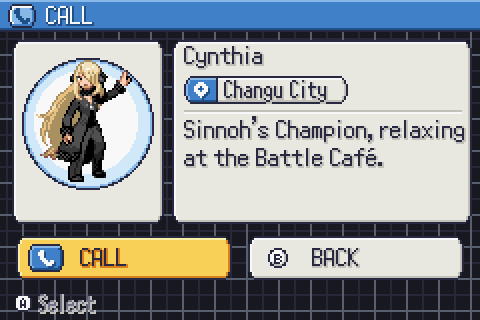 CALL
Cynthia
Changu City
Sinnoh's Champion, relaxing
at the Battle Café.
CALL
B BACK
A Select